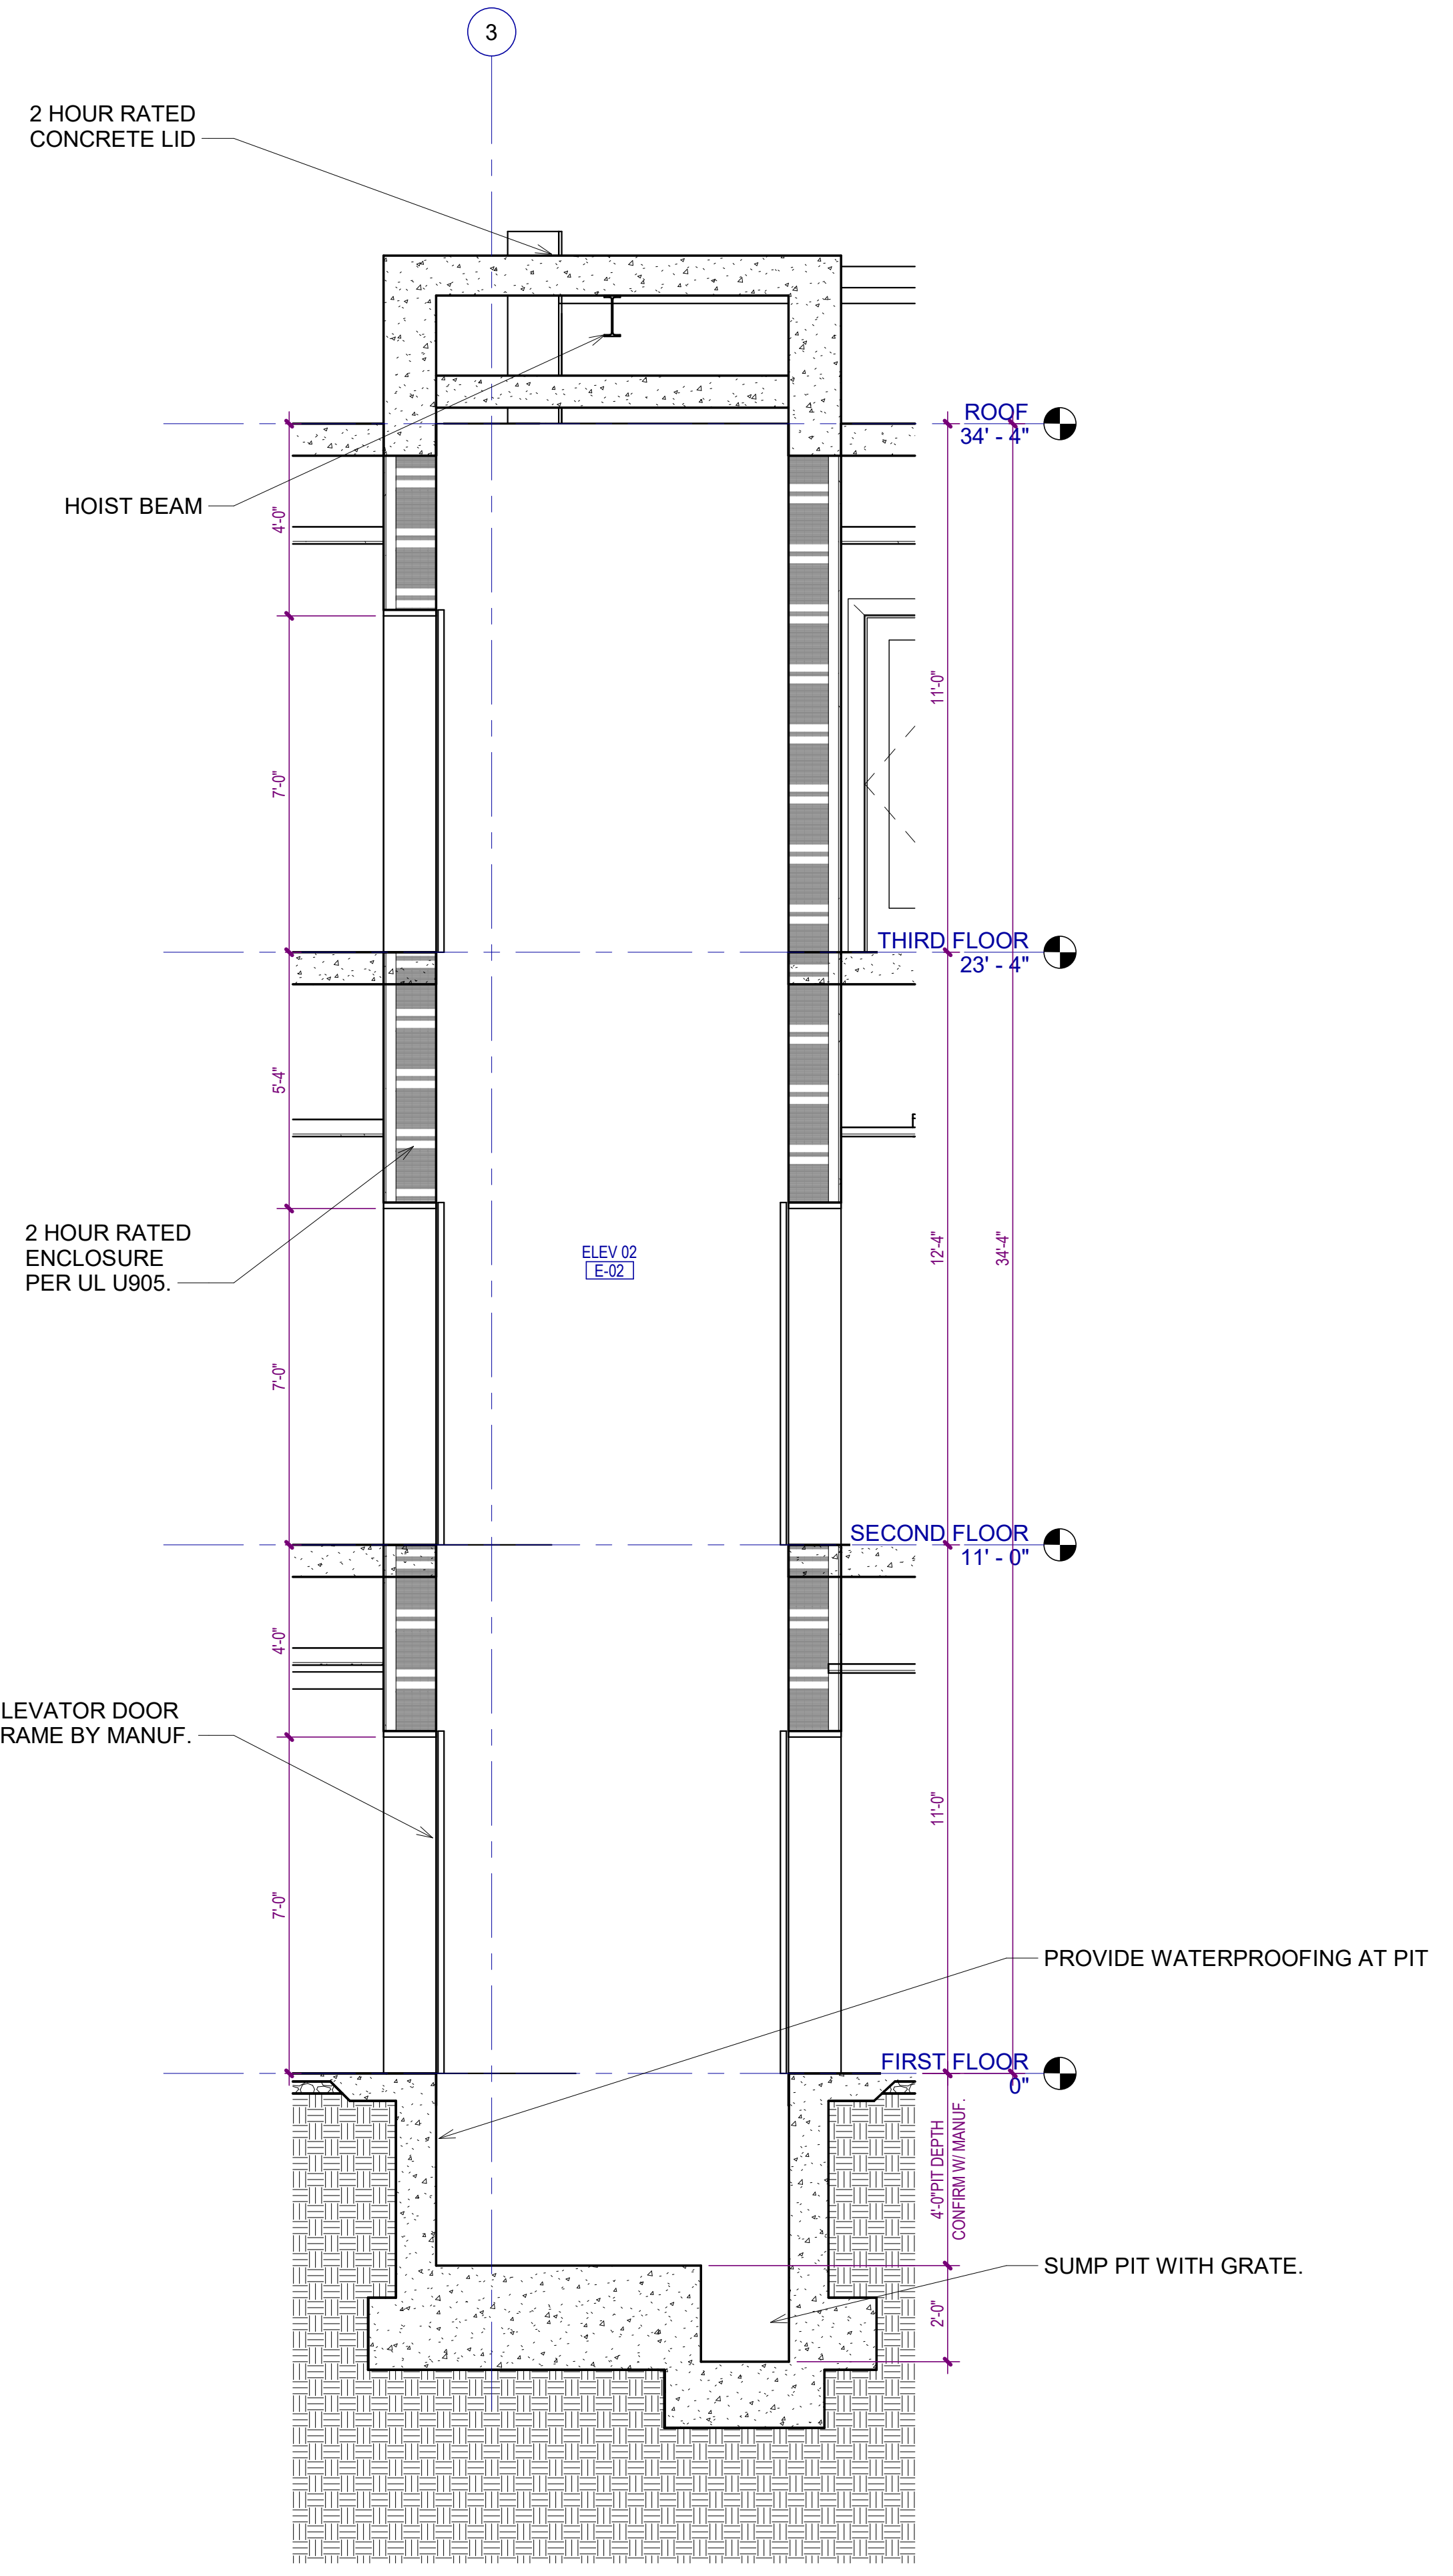 3
2 HOUR RATED
CONCRETE LID
ROOF
34' - 4"
HOIST BEAM
4'-0"
11'-0"
7'-0"
THIRD FLOOR
23' - 4"
5'-4"
2 HOUR RATED
ENCLOSURE
PER UL U905.
ELEV 02
E-02
12'-4"
34'-4"
7'-0"
SECOND FLOOR
11' - 0"
4'-0"
LEVATOR DOOR
RAME BY MANUF.
11'-0"
7'-0"
PROVIDE WATERPROOFING AT PIT
FIRST FLOOR
0"
4'-0"PIT DEPTH
CONFIRM W/ MANUF.
SUMP PIT WITH GRATE.
2'-0"